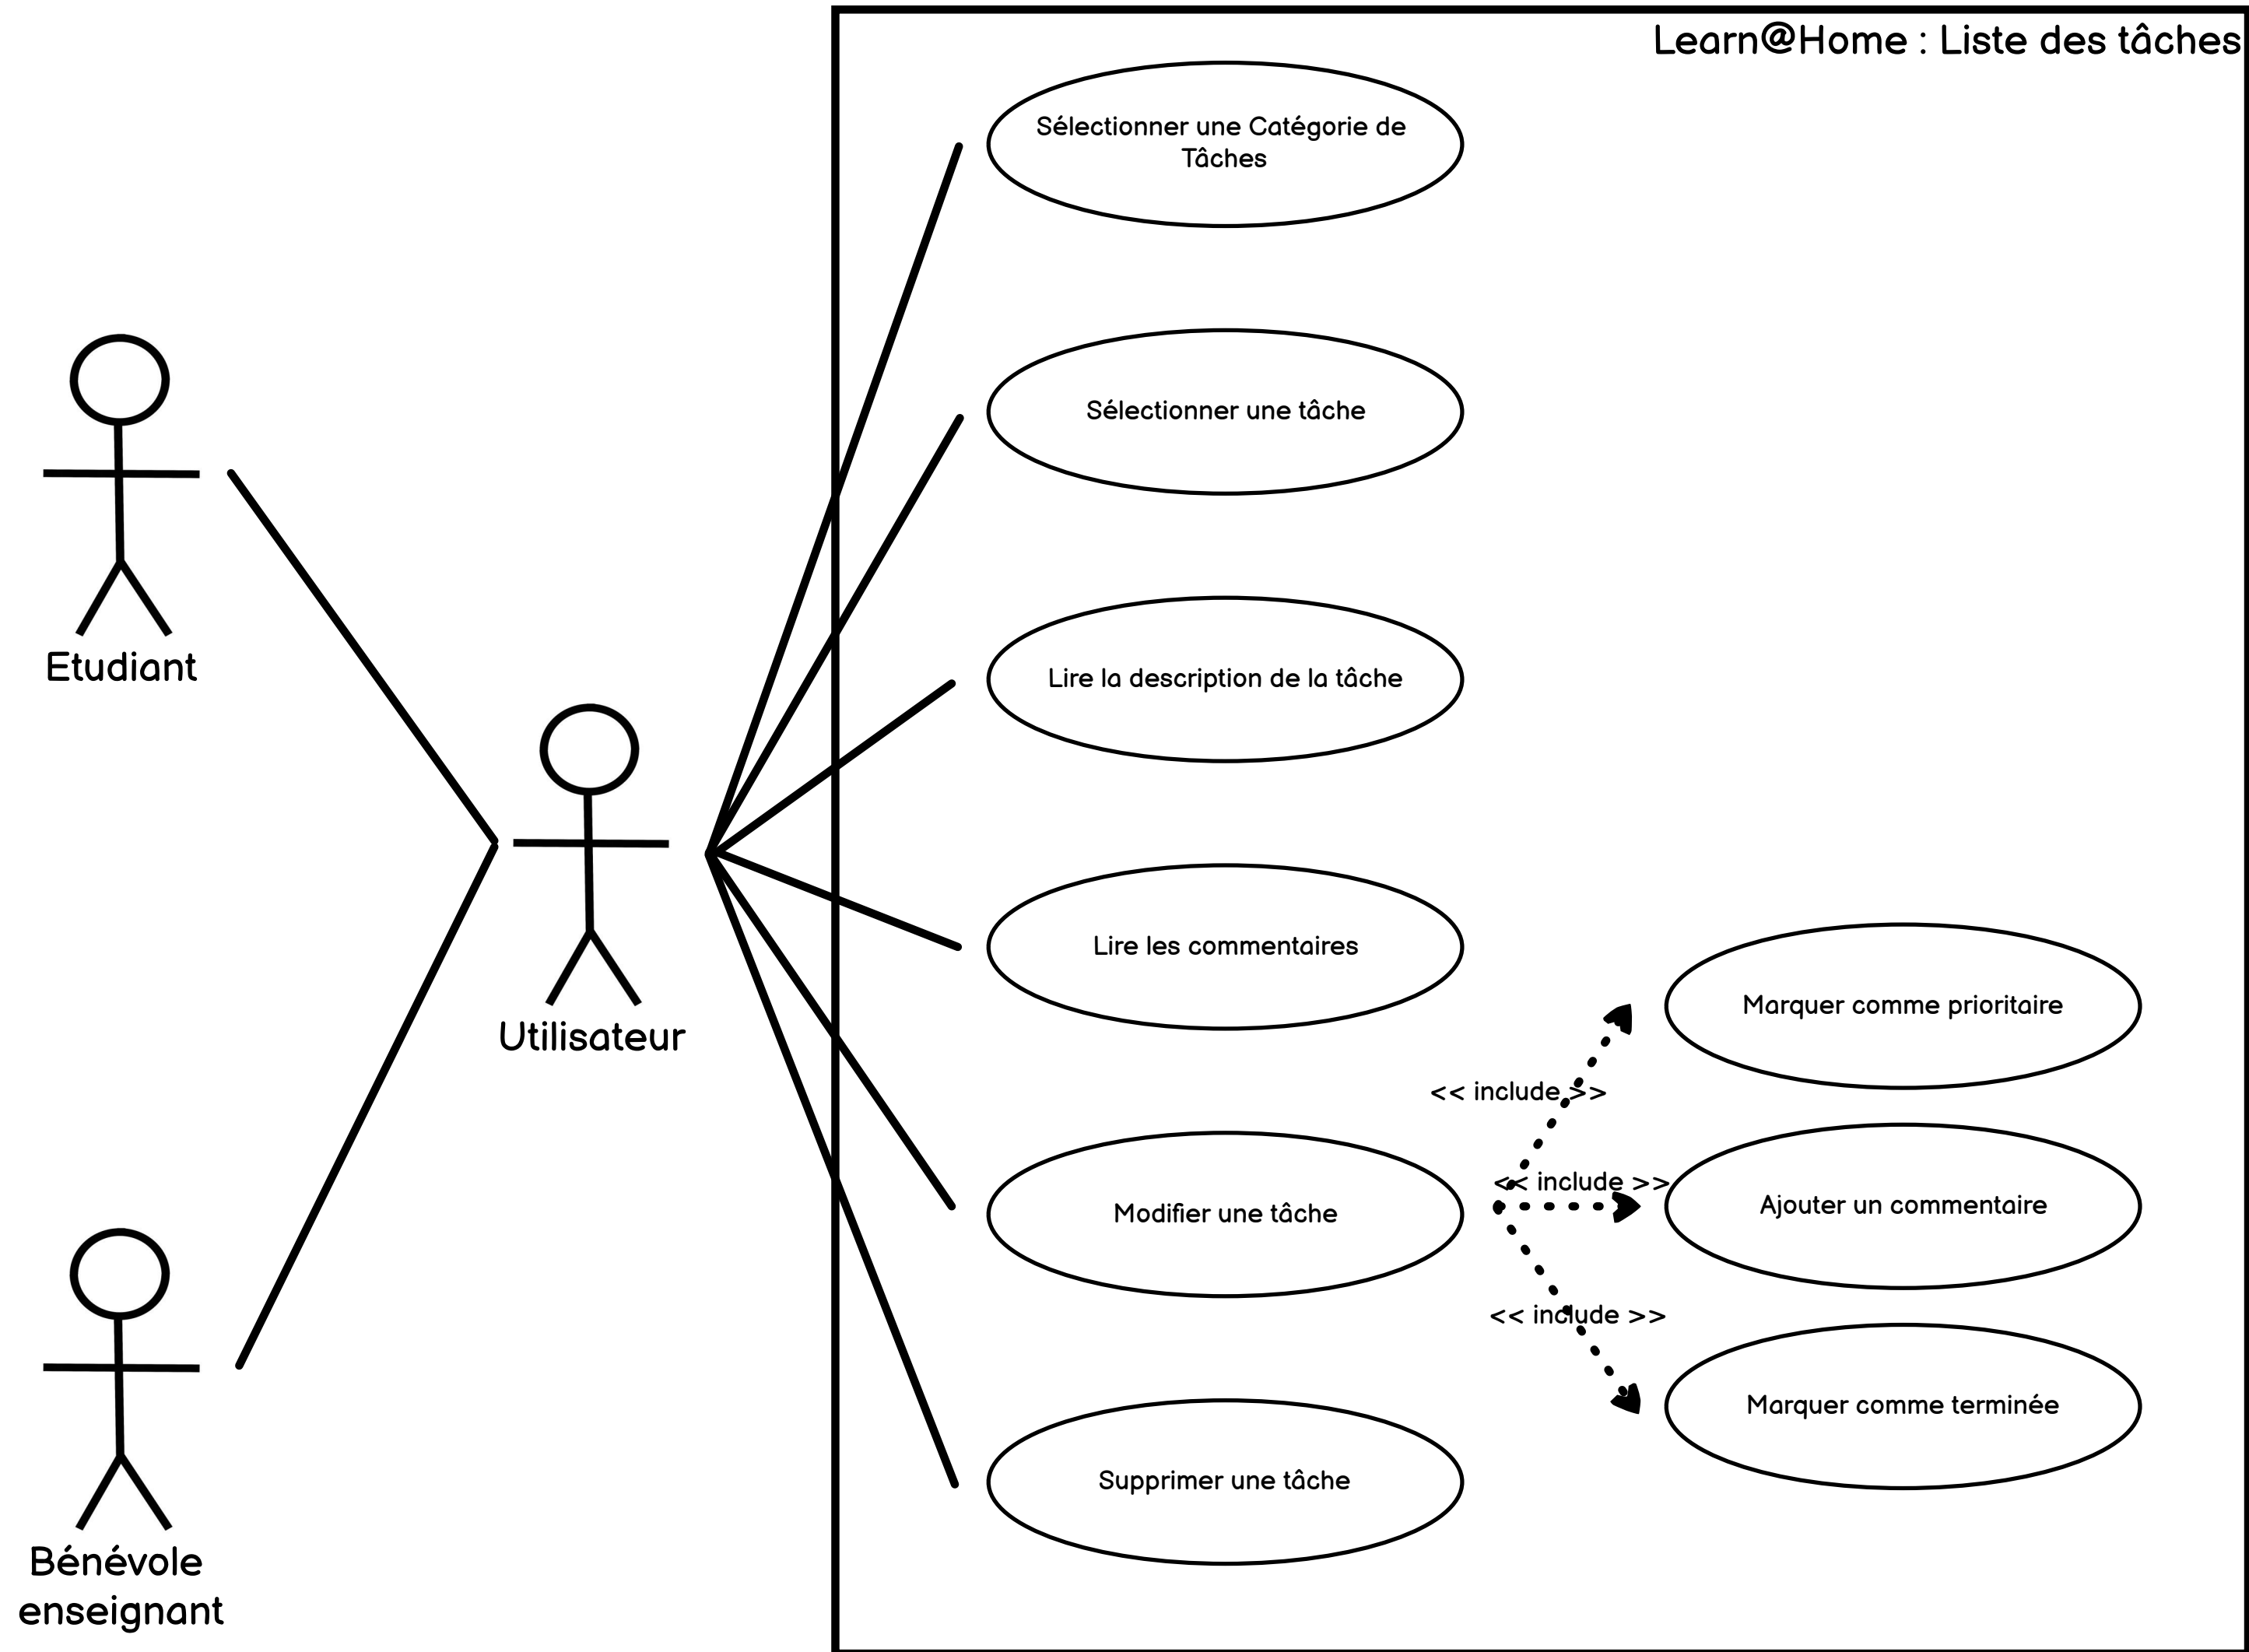 Learn@Home : Liste des tâches
Sélectionner une Catégorie de
Tâches
Sélectionner une tâche
Etudiant
Lire la description de la tâche
Utilisateur
Lire les commentaires
Marquer comme prioritaire
<< include >>
<< include >>
Ajouter un commentaire
Modifier une tâche
<< include >>
Marquer comme terminée
Supprimer une tâche
Bénévole
enseignant